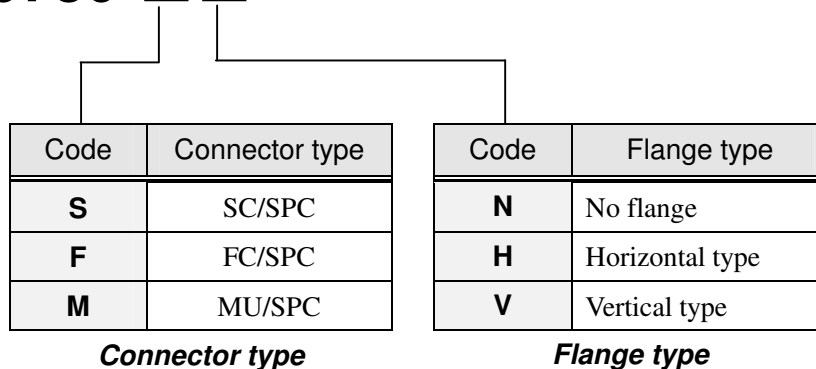 Code Connector type
S SC/SPC
F FC/SPC
M MU/SPC
Connector type
Code Flange type
N No flange
H Horizontal type
V Vertical type
Flange type